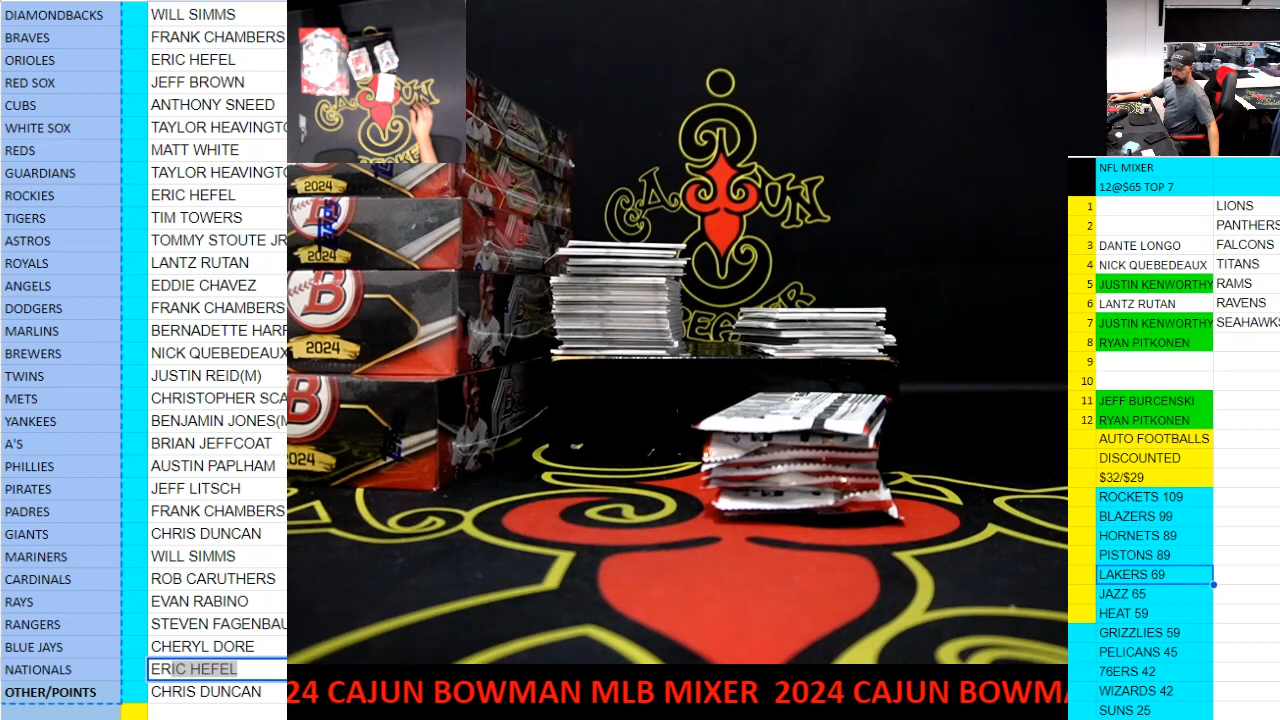 DIAMONDBACKS WILL SIMMS
BRAVES FRANK CHAMBERS
ORIOLES ERIC HEFEL
RED SOX JEFF BROWN
CUBS ANTHONY SNEED
WHITE SOX TAYLOR HEAVINGTO
REDS MATT WHITE
GUARDIANS TAYLOR HEAVINGTO
ROCKIES ERIC HEFEL
TIGERS TIM TOWERS
ASTROS TOMMY STOUTE JR
ROYALS LANTZ RUTAN
ANGELS EDDIE CHAVEZ
DODGERS FRANK CHAMBERS
MARLINS BERNADETTE HARR
BREWERS NICK QUEBEDEAUX
TWINS JUSTIN REID(M)
METS CHRISTOPHER SCA
YANKEES BENJAMIN JONES(M
A'S BRIAN JEFFCOAT
PHILLIES AUSTIN PAPLHAM
PIRATES JEFF LITSCH
PADRES FRANK CHAMBERS
GIANTS CHRIS DUNCAN
MARINERS WILL SIMMS
CARDINALS ROB CARUTHERS
RAYS EVAN RABINO
RANGERS STEVEN FAGENBAU
BLUE JAYS CHERYL DORE
NATIONALS ERIC HEFEL
OTHER/POINTS CHRIS DUNCAN
2024
2024
B
2024
024
CAJUN
BREAKER
24 CAJUN BOWMAN MLB MIXER 2024 CAJUN BOWMA
NFL MIXER
12@$65 TOP 7
1 LIONS
2 PANTHERS
3 DANTE LONGO FALCONS
4 NICK QUEBEDEAUX TITANS
5 JUSTIN KENWORTHY RAMS
6 LANTZ RUTAN RAVENS
7 JUSTIN KENWORTHY SEAHAWKS
8 RYAN PITKONEN
9
10
11 JEFF BURCENSKI
12 RYAN PITKONEN
AUTO FOOTBALLS
DISCOUNTED
$32/$29
ROCKETS 109
BLAZERS 99
HORNETS 89
PISTONS 89
LAKERS 69
JAZZ 65
HEAT 59
GRIZZLIES 59
PELICANS 45
76ERS 42
WIZARDS 42
SUNS 25